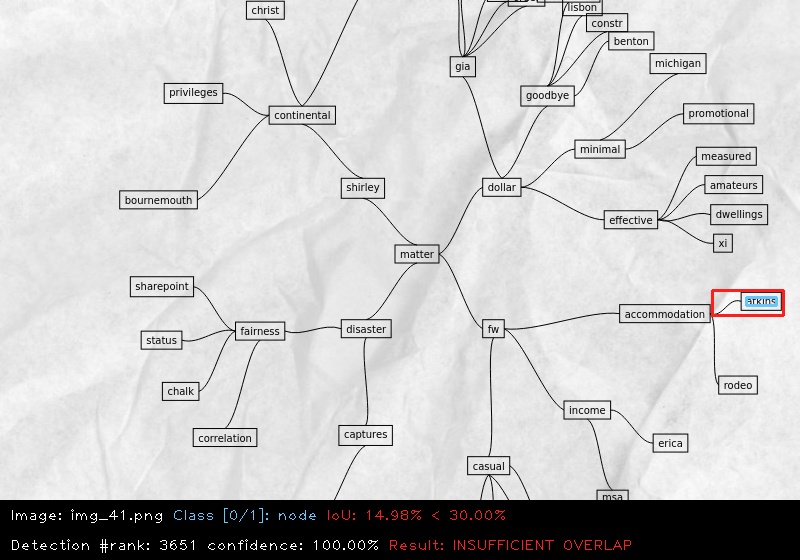 christ
lisbon
constr
benton
gia
michigan
privileges
goodbye
continental
promotional
minimal
measured
shirley
dollar
amateurs
bournemouth
dwellings
effective
xi
matter
sharepoint
atkins
accommodation
fairness
disaster
fw
status
chalk
rodeo
income
correlation
captures
erica
casual
msa
Image: img_41.png Class [0/1]: node IoU: 14.98% < 30.00%
Detection #rank: 3651 confidence: 100.00% Result: INSUFFICIENT OVERLAP